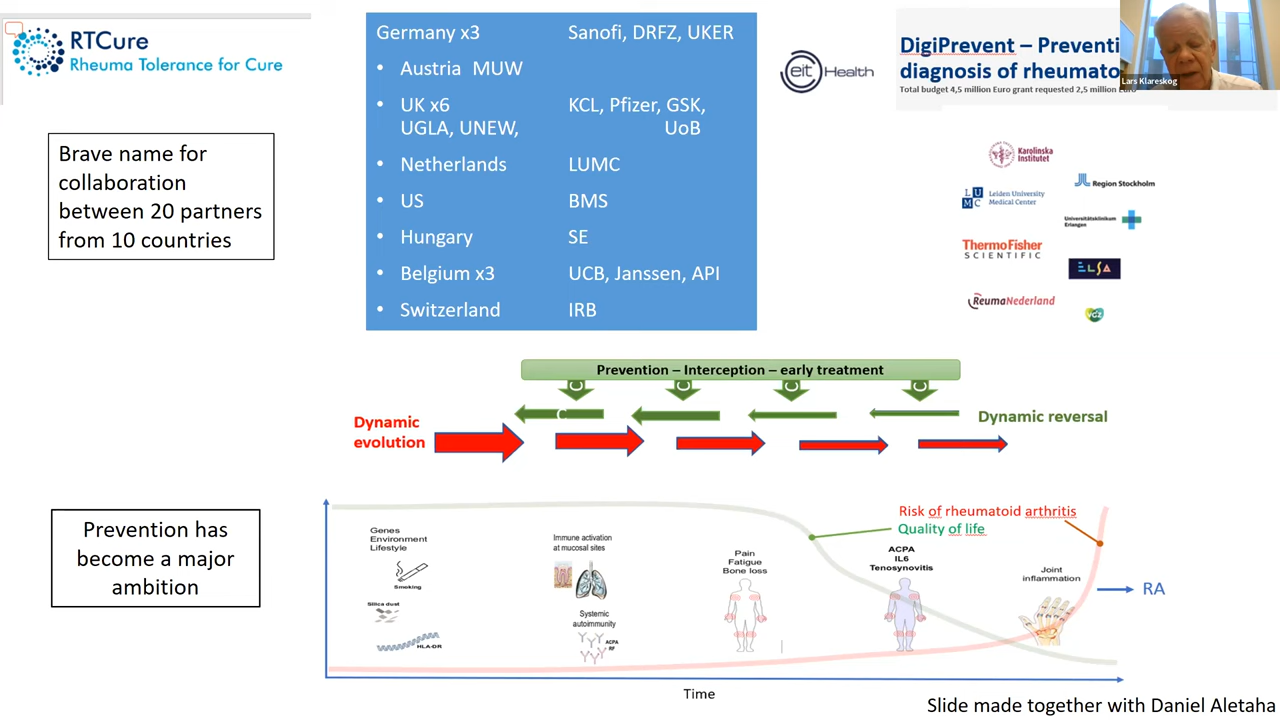 RTCure
Rheuma Tolerance for Cure
Brave name for
collaboration
between 20 partners
from 10 countries
Germany x3 Sanofi, DRFZ, UKER
• Austria MUW
• UK x6 KCL, Pfizer, GSK,
UGLA, UNEW, UoB
• Netherlands LUMC
• US BMS
• Hungary SE
• Belgium x3 UCB, Janssen, API
• Switzerland IRB
eit Health
DigiPrevent – Preventi
diagnosis of rheumato
Total budget 4,5 million Euro grant requested 2,5 million Euro
Lars Klareskog
Karolinska
Institutet
Region Stockholm
LUMC
Leiden University
Medical Center
Universitätsklinikum
Erlangen
ThermoFisher
SCIENTIFIC
ELSA
ReumaNederland
VGZ
Prevention – Interception – early treatment
Dynamic
evolution
Dynamic reversal
Prevention has
become a major
ambition
Risk of rheumatoid arthritis
Quality of life
Genes
Environment
Lifestyle
Smoking
Silica dust
HLA-DR
Immune activation
at mucosal sites
Systemic
autoimmunity
ACPA
RF
Pain
Fatigue
Bone loss
ACPA
IL6
Tenosynovitis
Joint
inflammation
RA
Time
Slide made together with Daniel Aletaha